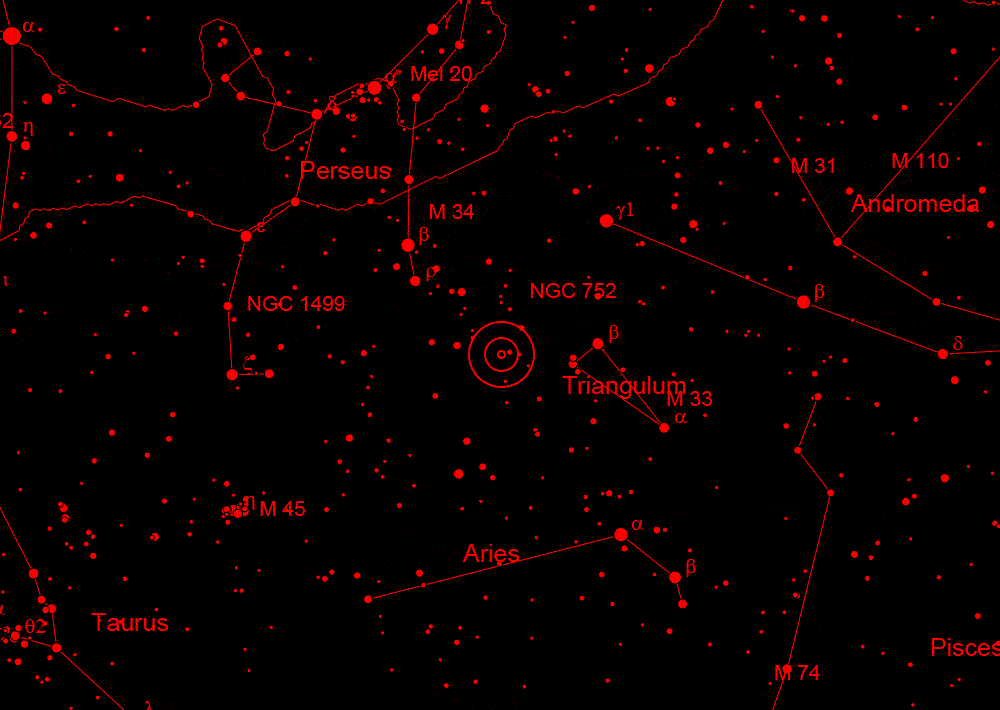 α
γ
ε
Mel 20
δ
η
M 31
M 110
Perseus
Andromeda
M 34
γ1
ε
β
ρ
ι
NGC 752
β
NGC 1499
β
δ
ζ
Triangulum
M 33
α
η
M 45
α
Aries
β
Taurus
θ2
Pisces
M 74